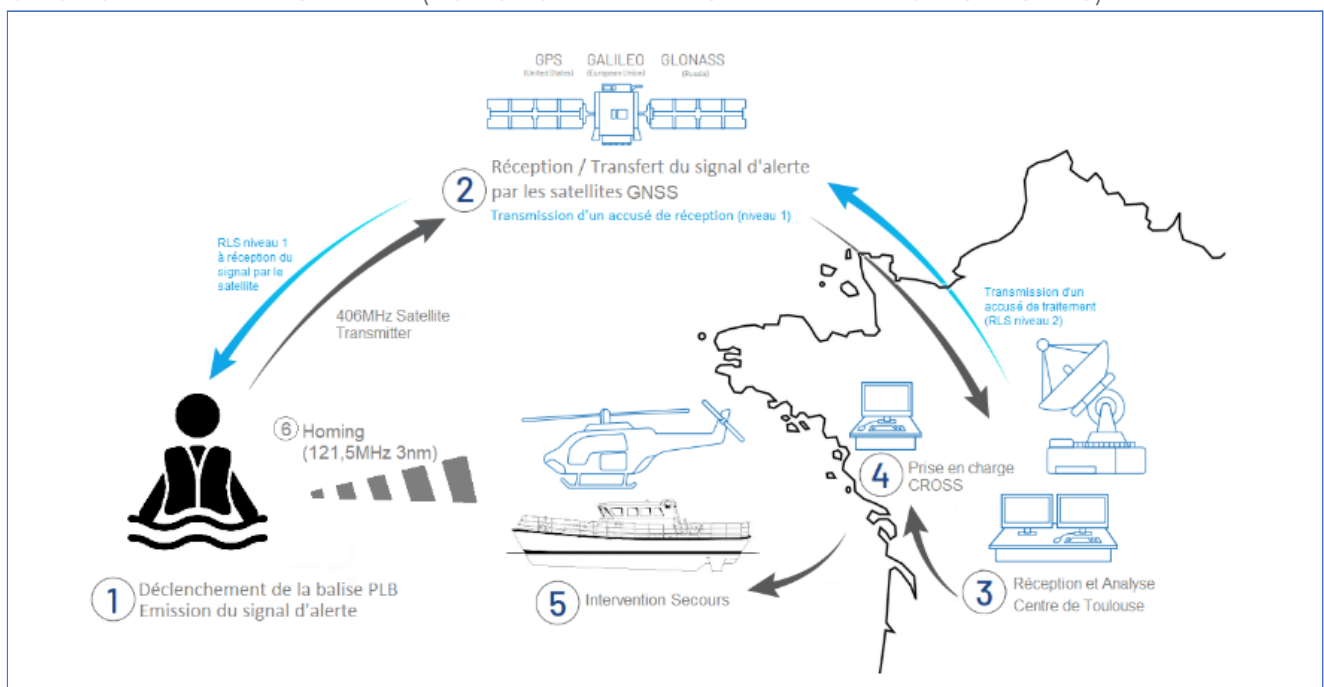 GPS GALILEO GLONASS
(United States) (European Union) (Russia)
2 Réception / Transfert du signal d'alerte
par les satellites GNSS
Transmission d'un accusé de réception (niveau 1)
RLS niveau 1
à réception du
signal par le
satellite
406MHz Satellite
Transmitter
Transmission d'un
accusé de traitement
(RLS niveau 2)
6 Homing
(121,5MHz 3nm)
4 Prise en charge
CROSS
1 Déclenchement de la balise PLB
Emission du signal d'alerte
5 Intervention Secours
3 Réception et Analyse
Centre de Toulouse